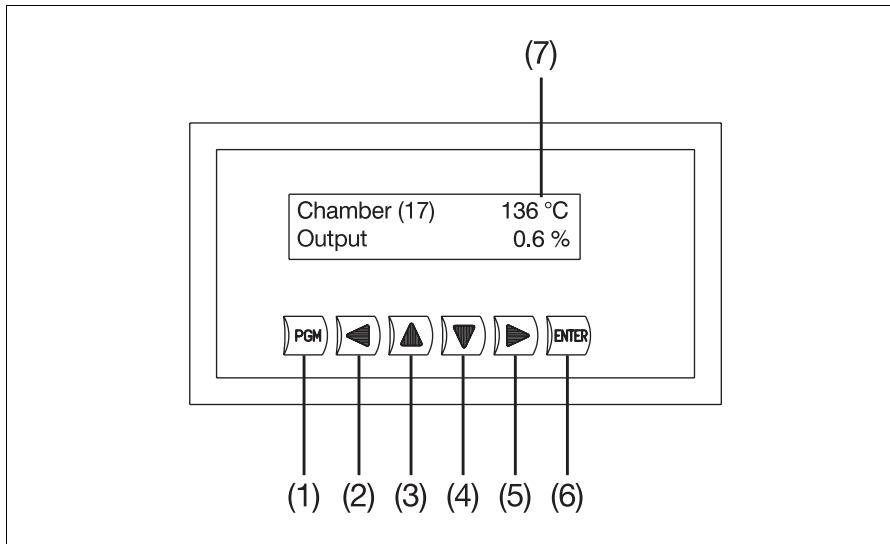 (7)
Chamber (17) 136 °C
Output 0.6 %
PGM ENTER
(1) (2) (3) (4) (5) (6)